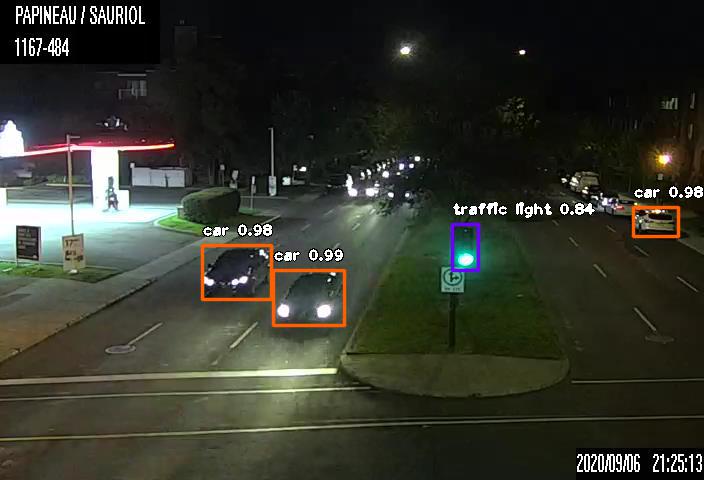 PAPINEAU / SAURIOL
1167-484
car 0.98
traffic light 0.84
car 0.98
car 0.99
2020/09/06 21:25:13